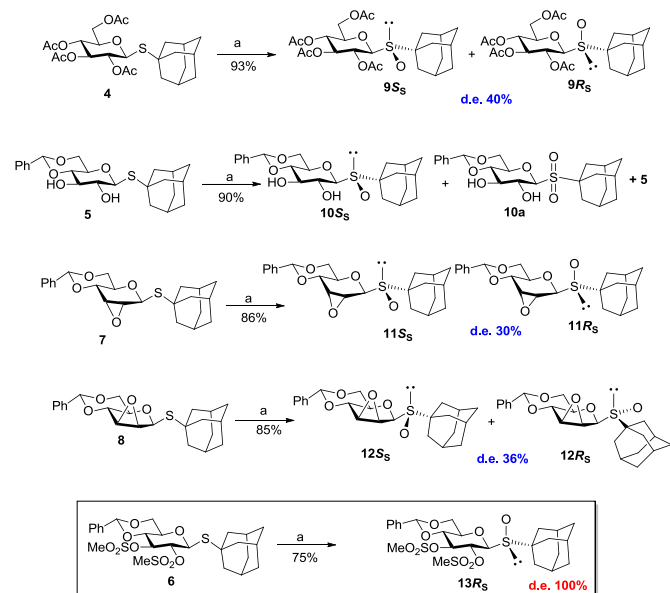 OAc
AcO
AcO
OAc
O
S
4
a
93%
OAc
O
AcO
AcO
OAc
S
O
9Ss
+
OAc
O
AcO
AcO
OAc
S
O
9Rs
d.e. 40%
Ph
O
O
O
HO
OH
S
5
a
90%
Ph
O
O
O
HO
OH
S
O
10Ss
+
Ph
O
O
O
HO
OH
O
S
O
10a
+ 5
Ph
O
O
O
O
S
7
a
86%
Ph
O
O
O
O
S
O
11Ss
d.e. 30%
Ph
O
O
O
O
S
O
11Rs
Ph
O
O
O
O
S
8
a
85%
Ph
O
O
O
O
S
O
12Ss
+
d.e. 36%
Ph
O
O
O
O
S
O
12Rs
Ph
O
O
O
MeO2SO
MeSO2O
S
6
a
75%
Ph
O
O
O
MeO2SO
MeSO2O
S
O
13Rs
d.e. 100%